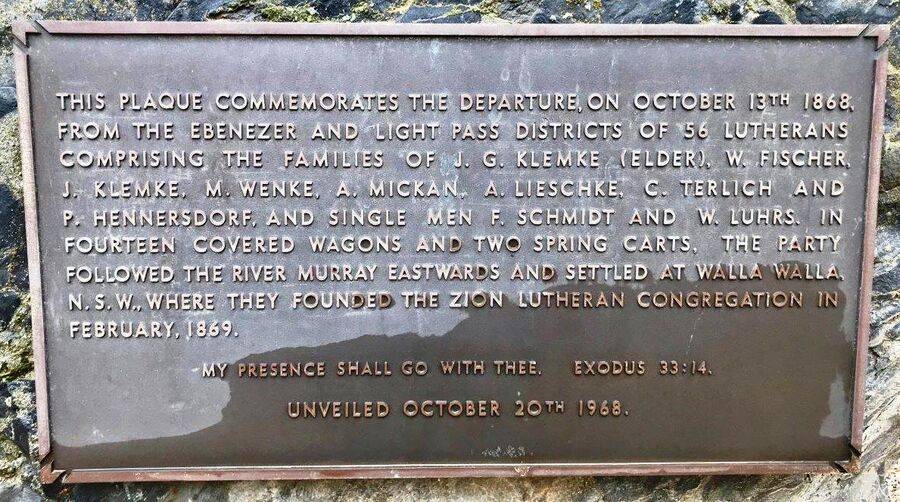 THIS PLAQUE COMMEMORATES THE DEPARTURE, ON OCTOBER 13TH 1868,
FROM THE EBENEZER AND LIGHT PASS DISTRICTS OF 56 LUTHERANS
COMPRISING THE FAMILIES OF J. G. KLEMKE (ELDER), W. FISCHER,
J. KLEMKE, M. WENKE, A. MICKAN, A. LIESCHKE, C. TERLICH AND
P. HENNERSDORF, AND SINGLE MEN F. SCHMIDT AND W. LUHRS. IN
FOURTEEN COVERED WAGONS AND TWO SPRING CARTS, THE PARTY
FOLLOWED THE RIVER MURRAY EASTWARDS AND SETTLED AT WALLA WALLA,
N.S.W., WHERE THEY FOUNDED THE ZION LUTHERAN CONGREGATION IN
FEBRUARY, 1869.
MY PRESENCE SHALL GO WITH THEE. EXODUS 33:14.
UNVEILED OCTOBER 20TH 1968.